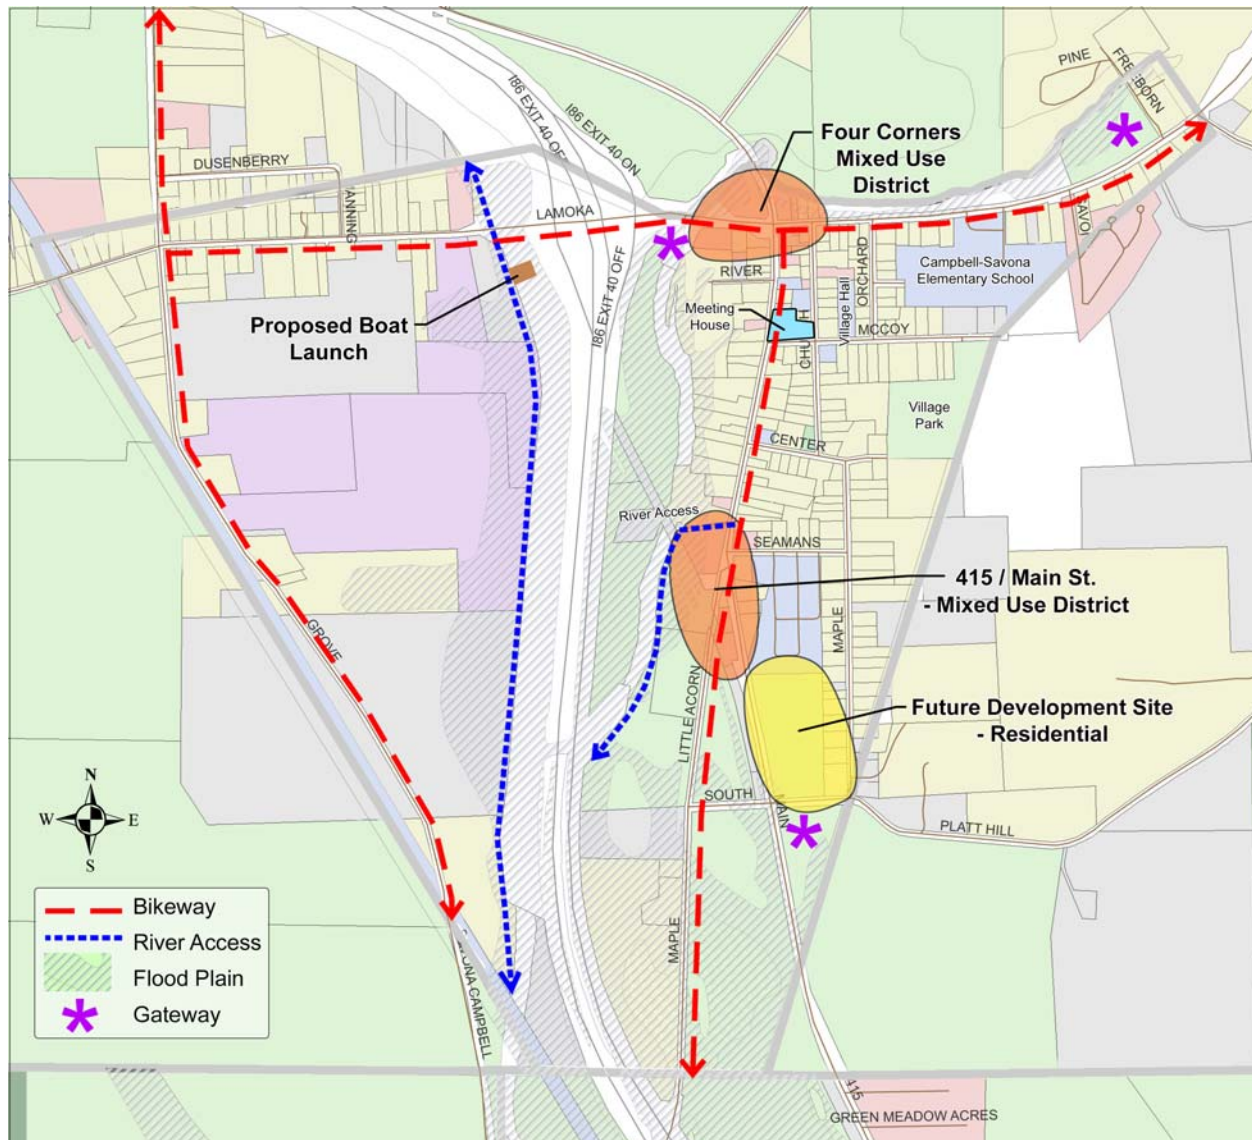 PINE
FREEBORN
I86 EXIT 40 OFF
I86 EXIT 40 ON
Four Corners
Mixed Use
District
DUSENBERRY
LAMOKA
I86 EXIT 40 OFF
RIVER
ORCHARD
Campbell-Savona
Elementary School
Proposed Boat
Launch
Meeting
House
Village Hall
MCCOY
Village
Park
CENTER
River Access
SEAMANS
415 / Main St.
- Mixed Use District
GROVE
MAPLE
LITTLE ACORN
Future Development Site
- Residential
SOUTH
PLATT HILL
N
W
E
S
Bikeway
River Access
Flood Plain
Gateway
MAPLE
415
GREEN MEADOW ACRES